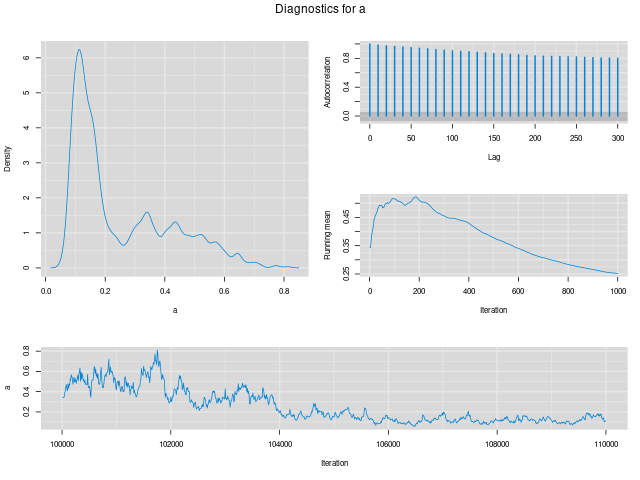 Diagnostics for a
Density
0 1 2 3 4 5 6
0.0 0.2 0.4 0.6 0.8
a
Autocorrelation
0.0 0.4 0.8
0 50 100 150 200 250 300
Lag
Running mean
0.25 0.35 0.45
0 200 400 600 800 1000
Iteration
a
0.2 0.4 0.6 0.8
100000 102000 104000 106000 108000 110000
Iteration